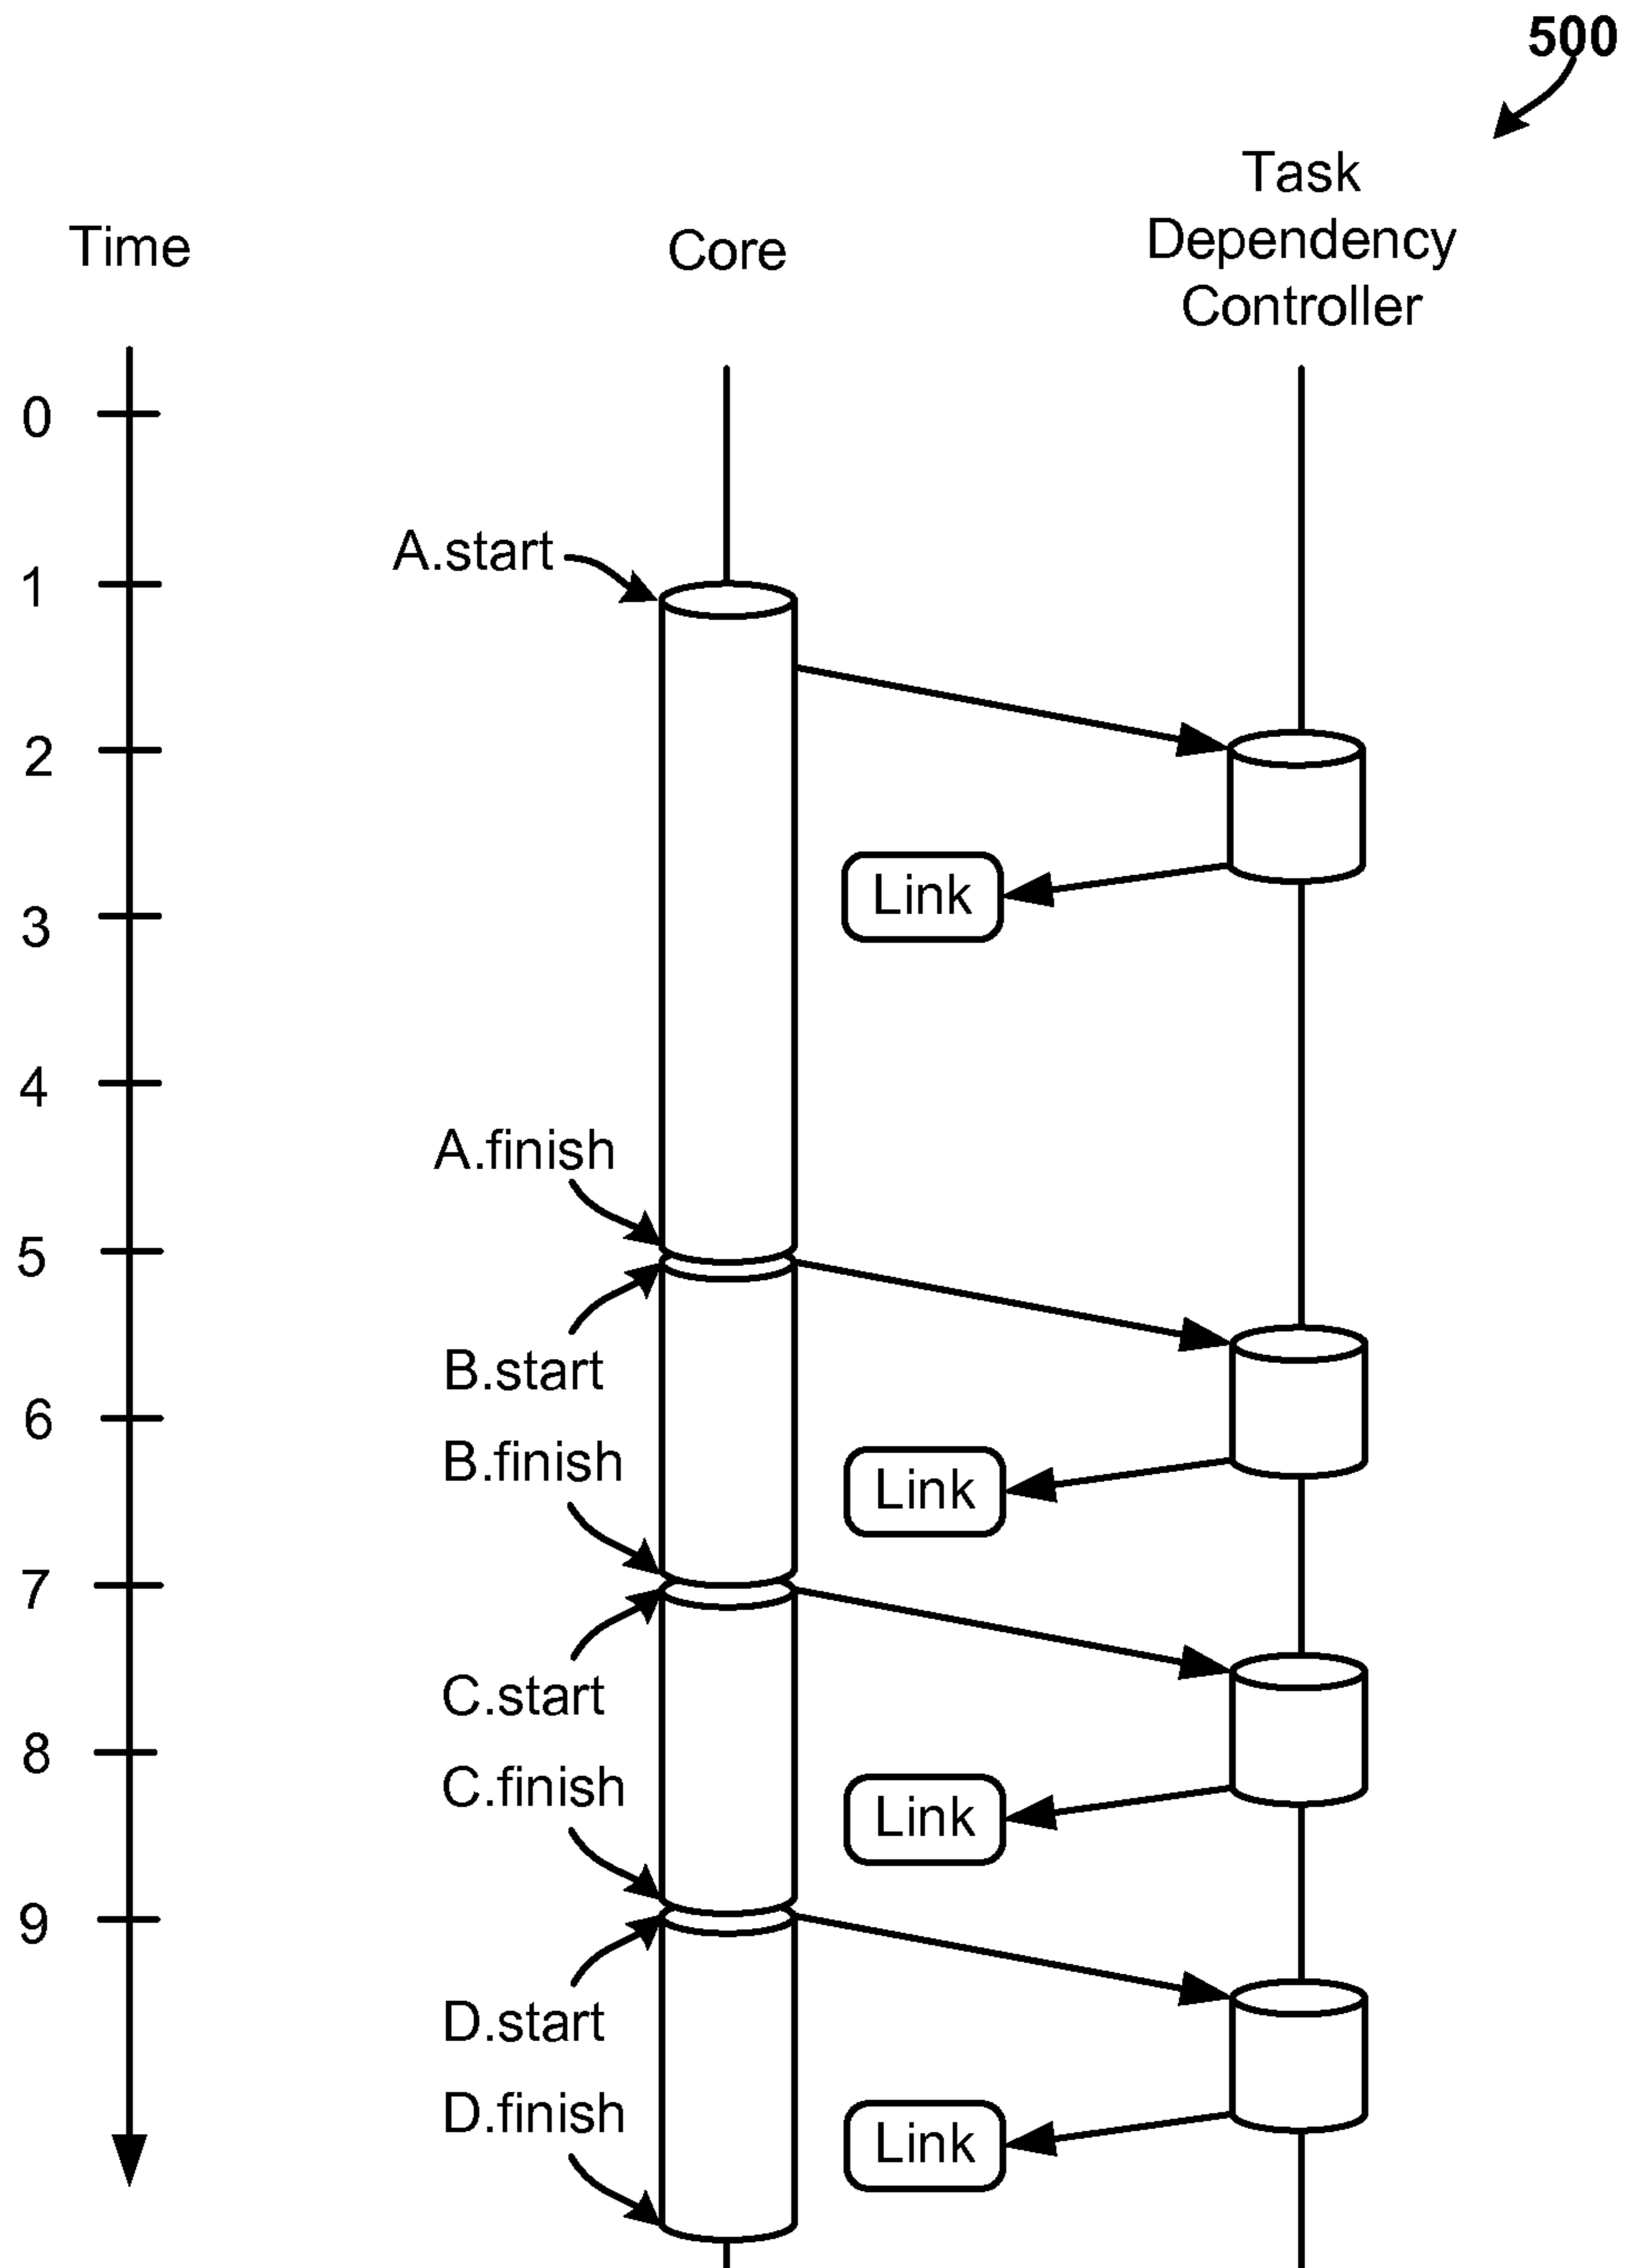 500
Time
Core
Task
Dependency
Controller
0
A.start
1
2
Link
3
4
A.finish
5
B.start
6
B.finish
Link
7
C.start
8
C.finish
Link
9
D.start
D.finish
Link